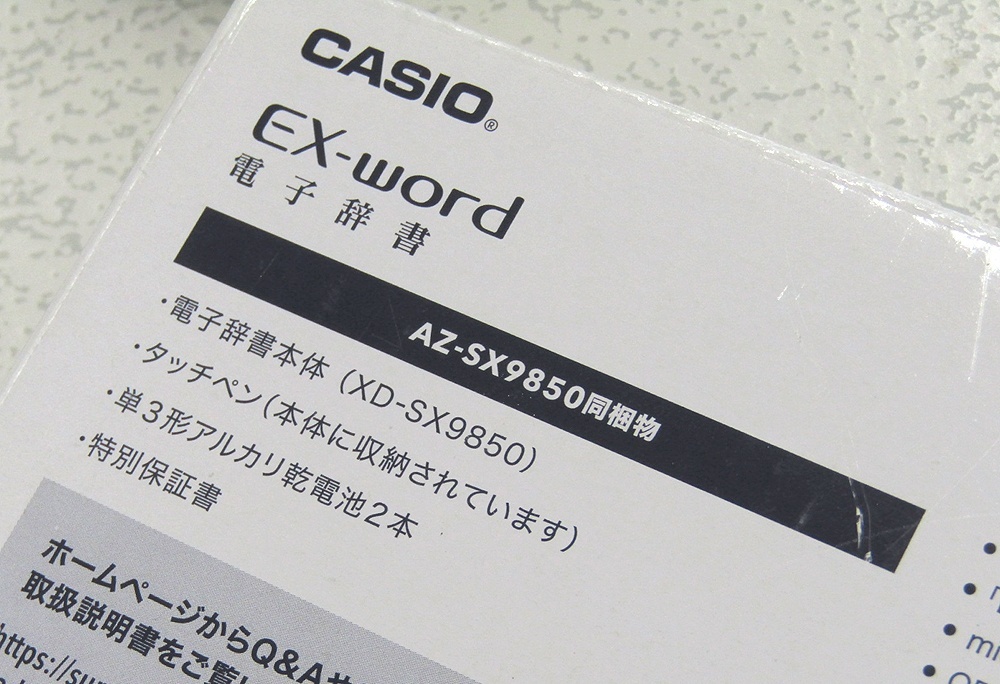 CASIO®
EX-word
電子辞書
AZ-SX9850同梱物
・電子辞書本体（XD-SX9850）
・タッチペン（本体に収納されています）
・単3形アルカリ乾電池2本
・特別保証書
ホームページからQ&A
取扱説明書をご覧
https://su